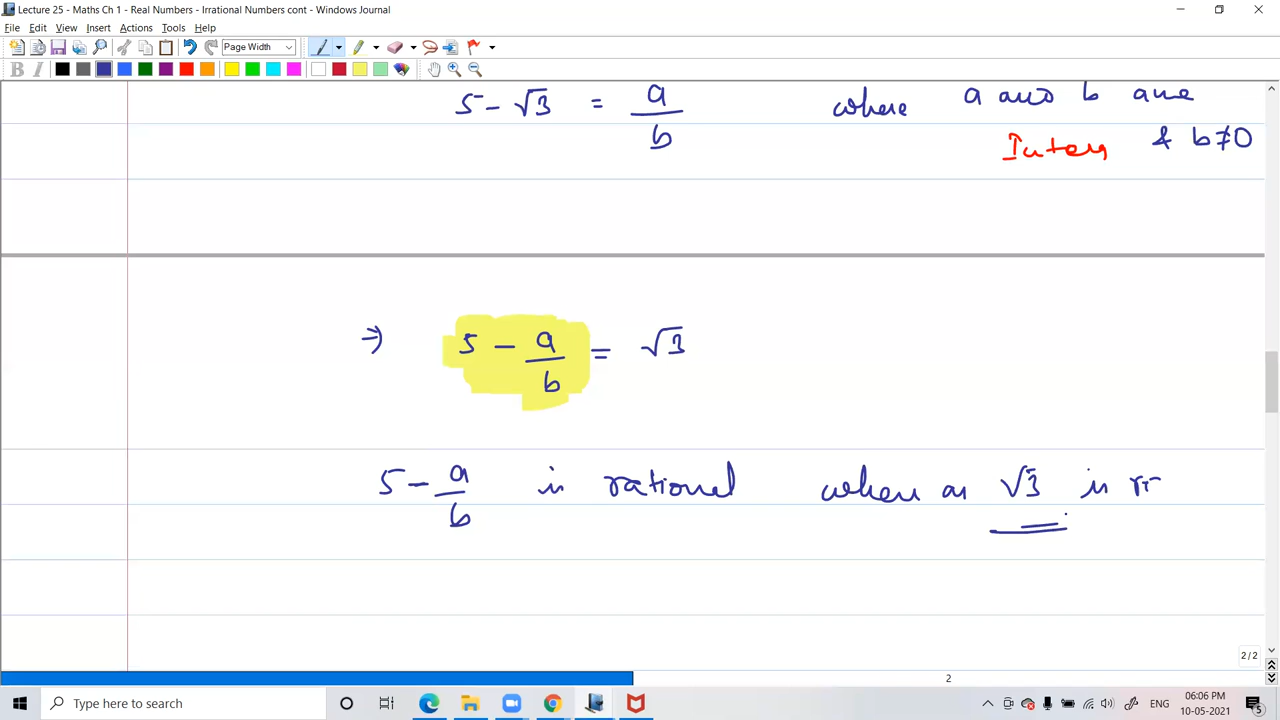 Lecture 25 - Maths Ch 1 - Real Numbers - Irrational Numbers cont - Windows Journal
File Edit View Insert Actions Tools Help
Page Width
B I
5 - √3 = a/b where a and b are
Integ & b≠0
⇒ 5 - a/b = √3
5 - a/b is rational where as √3 is
2/2
2
Type here to search
ENG
06:06 PM
10-05-2021
5